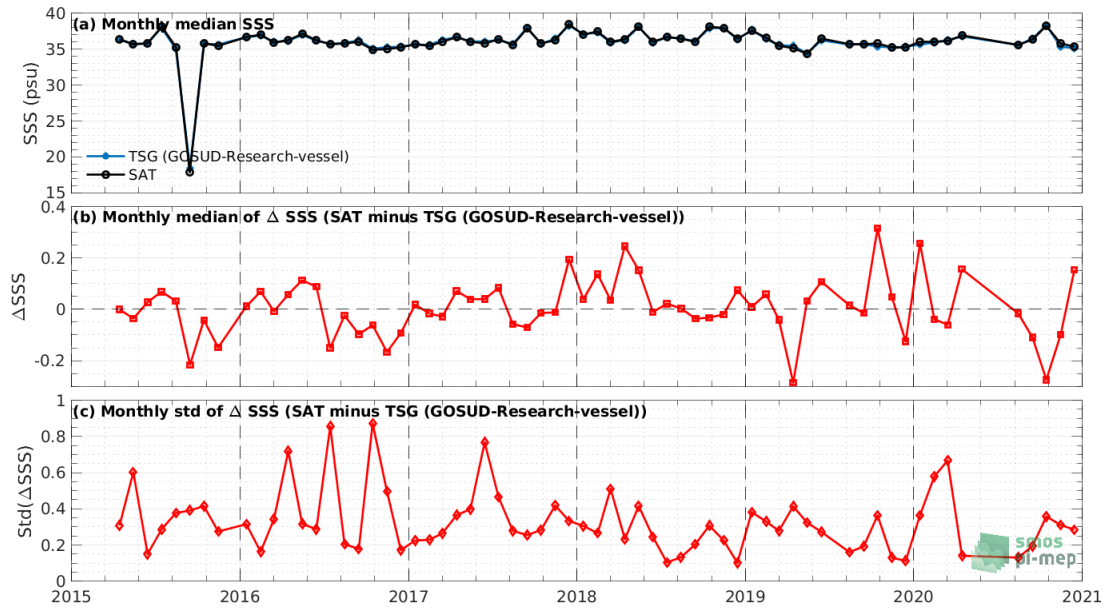 (a) Monthly median SSS
40
35
30
25
20
15
SSS (psu)
TSG (GOSUD-Research-vessel)
SAT
(b) Monthly median of Δ SSS (SAT minus TSG (GOSUD-Research-vessel))
0.4
0.2
0
-0.2
ΔSSS
(c) Monthly std of Δ SSS (SAT minus TSG (GOSUD-Research-vessel))
1
0.8
0.6
0.4
0.2
0
Std(ΔSSS)
smos
pi-mep
2015 2016 2017 2018 2019 2020 2021